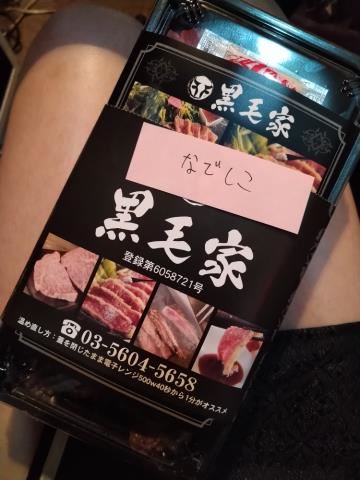 黒毛家
なでしこ
黒毛家
登録第6058721号
☎03-5604-5658
温め直し方：蓋を閉じたまま電子レンジ500w40秒から1分がオススメ